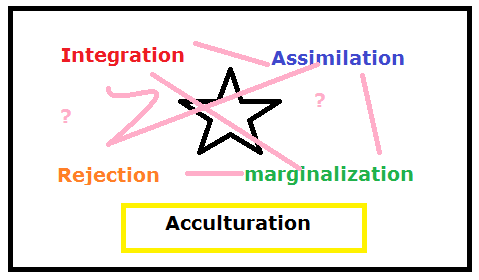 Integration
Assimilation
?
?
Rejection
marginalization
Acculturation